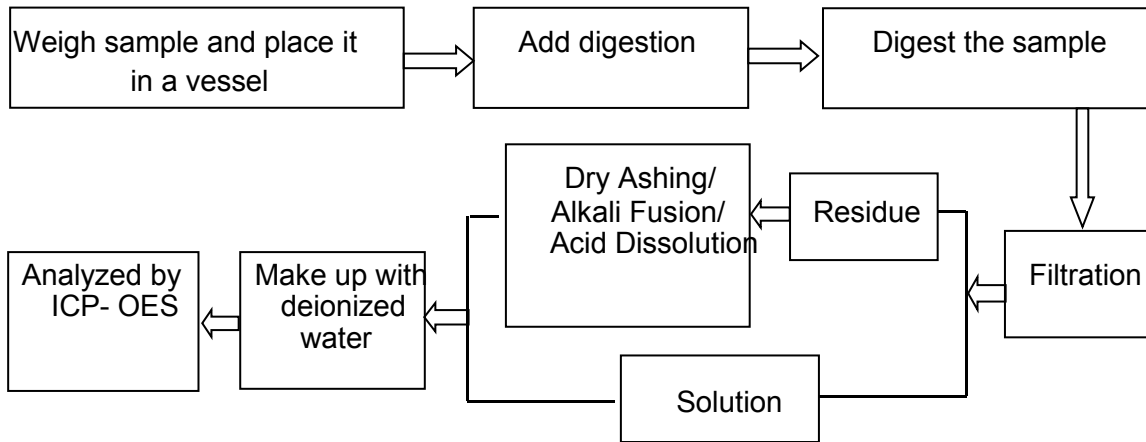 Weigh sample and place it
in a vessel
Add digestion
Digest the sample
Filtration
Residue
Dry Ashing/
Alkali Fusion/
Acid Dissolution
Solution
Make up with
deionized
water
Analyzed by
ICP- OES